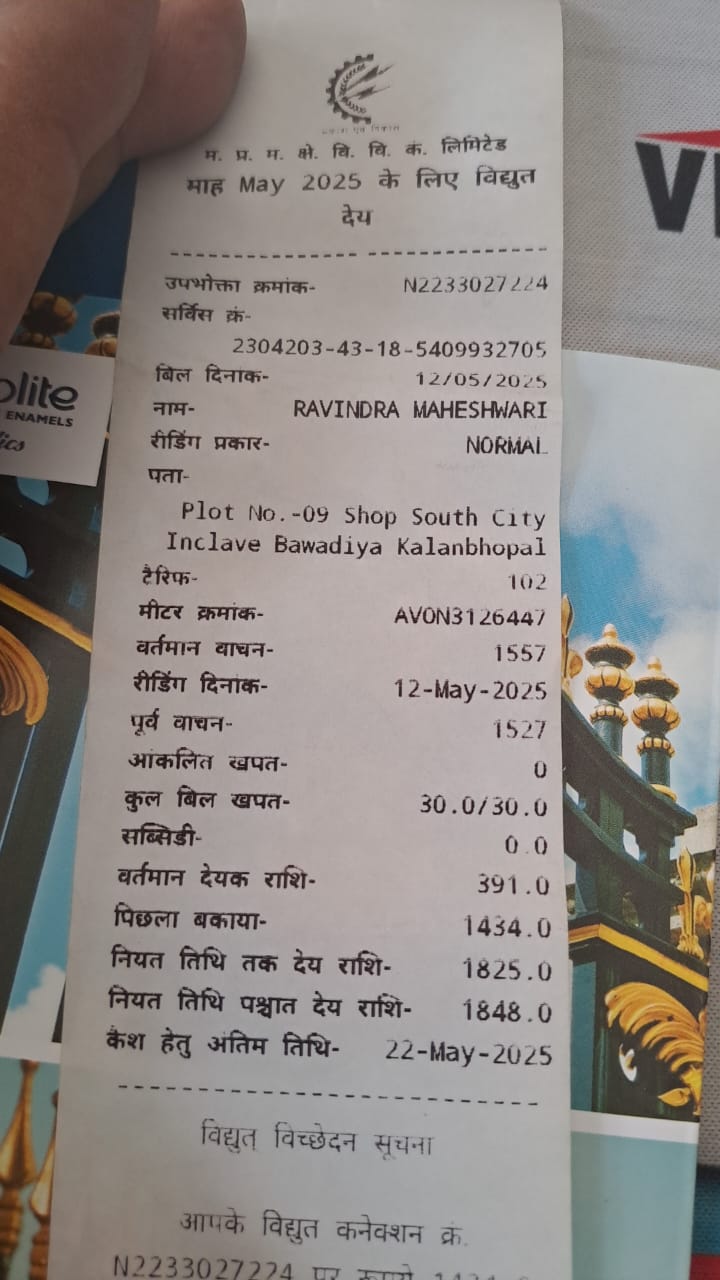 म. प्र. म. क्षे. वि. वि. कं. लिमिटेड
माह May 2025 के लिए विद्युत
देय
उपभोक्ता क्रमांक- N2233027224
सर्विस क्रं-
2304203-43-18-5409932705
बिल दिनाक- 12/05/2025
नाम- RAVINDRA MAHESHWARI
रीडिंग प्रकार- NORMAL
पता-
Plot No.-09 Shop South City
Inclave Bawadiya Kalanbhopal
टैरिफ- 102
मीटर क्रमांक- AVON3126447
वर्तमान वाचन- 1557
रीडिंग दिनांक- 12-May-2025
पूर्व वाचन- 1527
आंकलित खपत- 0
कुल बिल खपत- 30.0/30.0
सब्सिडी- 0.0
वर्तमान देयक राशि- 391.0
पिछला बकाया- 1434.0
नियत तिथि तक देय राशि- 1825.0
नियत तिथि पश्चात देय राशि- 1848.0
कैश हेतु अंतिम तिथि- 22-May-2025
विद्युत् विच्छेदन सूचना
आपके विद्युत कनेक्शन क्रं.
N2233027224 पर रूपये
olite
ENAMELS
ics